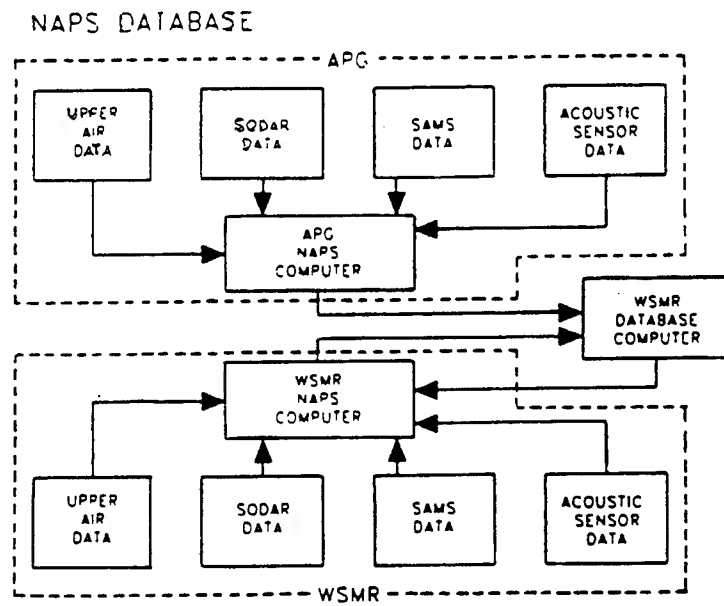 NAPS DATABASE
APG
UPPER
AIR
DATA
SODAR
DATA
SAMS
DATA
ACOUSTIC
SENSOR
DATA
APG
NAPS
COMPUTER
WSMR
DATABASE
COMPUTER
WSMR
NAPS
COMPUTER
UPPER
AIR
DATA
SODAR
DATA
SAMS
DATA
ACOUSTIC
SENSOR
DATA
WSMR